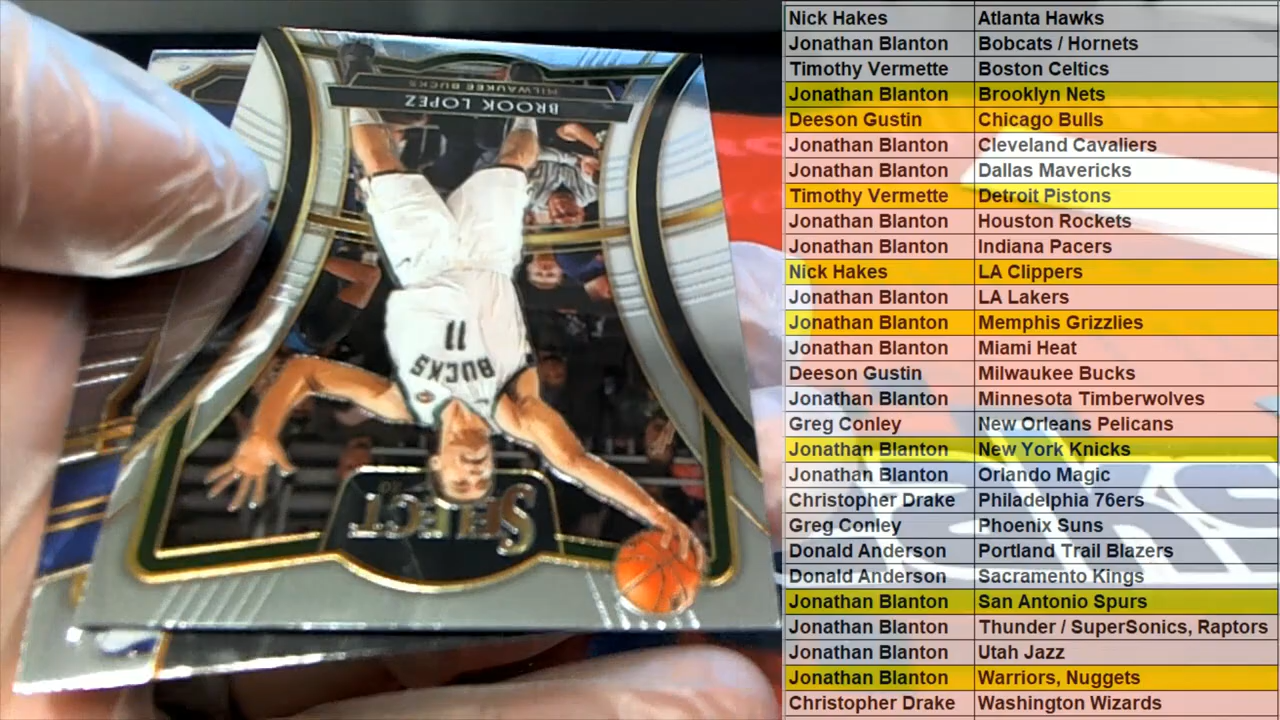 MILWAUKEE BUCKS
BROOK LOPEZ
11
BUCKS
SELECT
Nick Hakes Atlanta Hawks
Jonathan Blanton Bobcats / Hornets
Timothy Vermette Boston Celtics
Jonathan Blanton Brooklyn Nets
Deeson Gustin Chicago Bulls
Jonathan Blanton Cleveland Cavaliers
Jonathan Blanton Dallas Mavericks
Timothy Vermette Detroit Pistons
Jonathan Blanton Houston Rockets
Jonathan Blanton Indiana Pacers
Nick Hakes LA Clippers
Jonathan Blanton LA Lakers
Jonathan Blanton Memphis Grizzlies
Jonathan Blanton Miami Heat
Deeson Gustin Milwaukee Bucks
Jonathan Blanton Minnesota Timberwolves
Greg Conley New Orleans Pelicans
Jonathan Blanton New York Knicks
Jonathan Blanton Orlando Magic
Christopher Drake Philadelphia 76ers
Greg Conley Phoenix Suns
Donald Anderson Portland Trail Blazers
Donald Anderson Sacramento Kings
Jonathan Blanton San Antonio Spurs
Jonathan Blanton Thunder / SuperSonics, Raptors
Jonathan Blanton Utah Jazz
Jonathan Blanton Warriors, Nuggets
Christopher Drake Washington Wizards